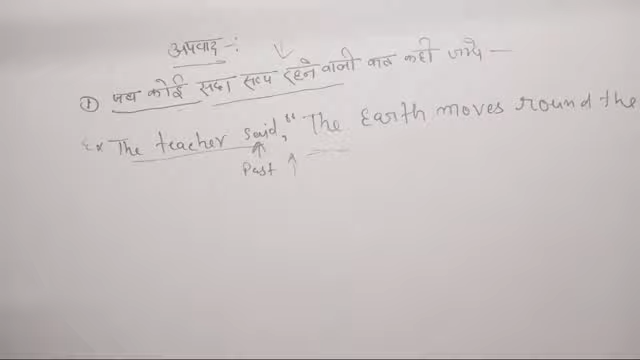 अपवाद -:
① जब कोई सदा सत्य रहने वाली बात कही जाये —
Ex The teacher said, "The Earth moves round the
Past